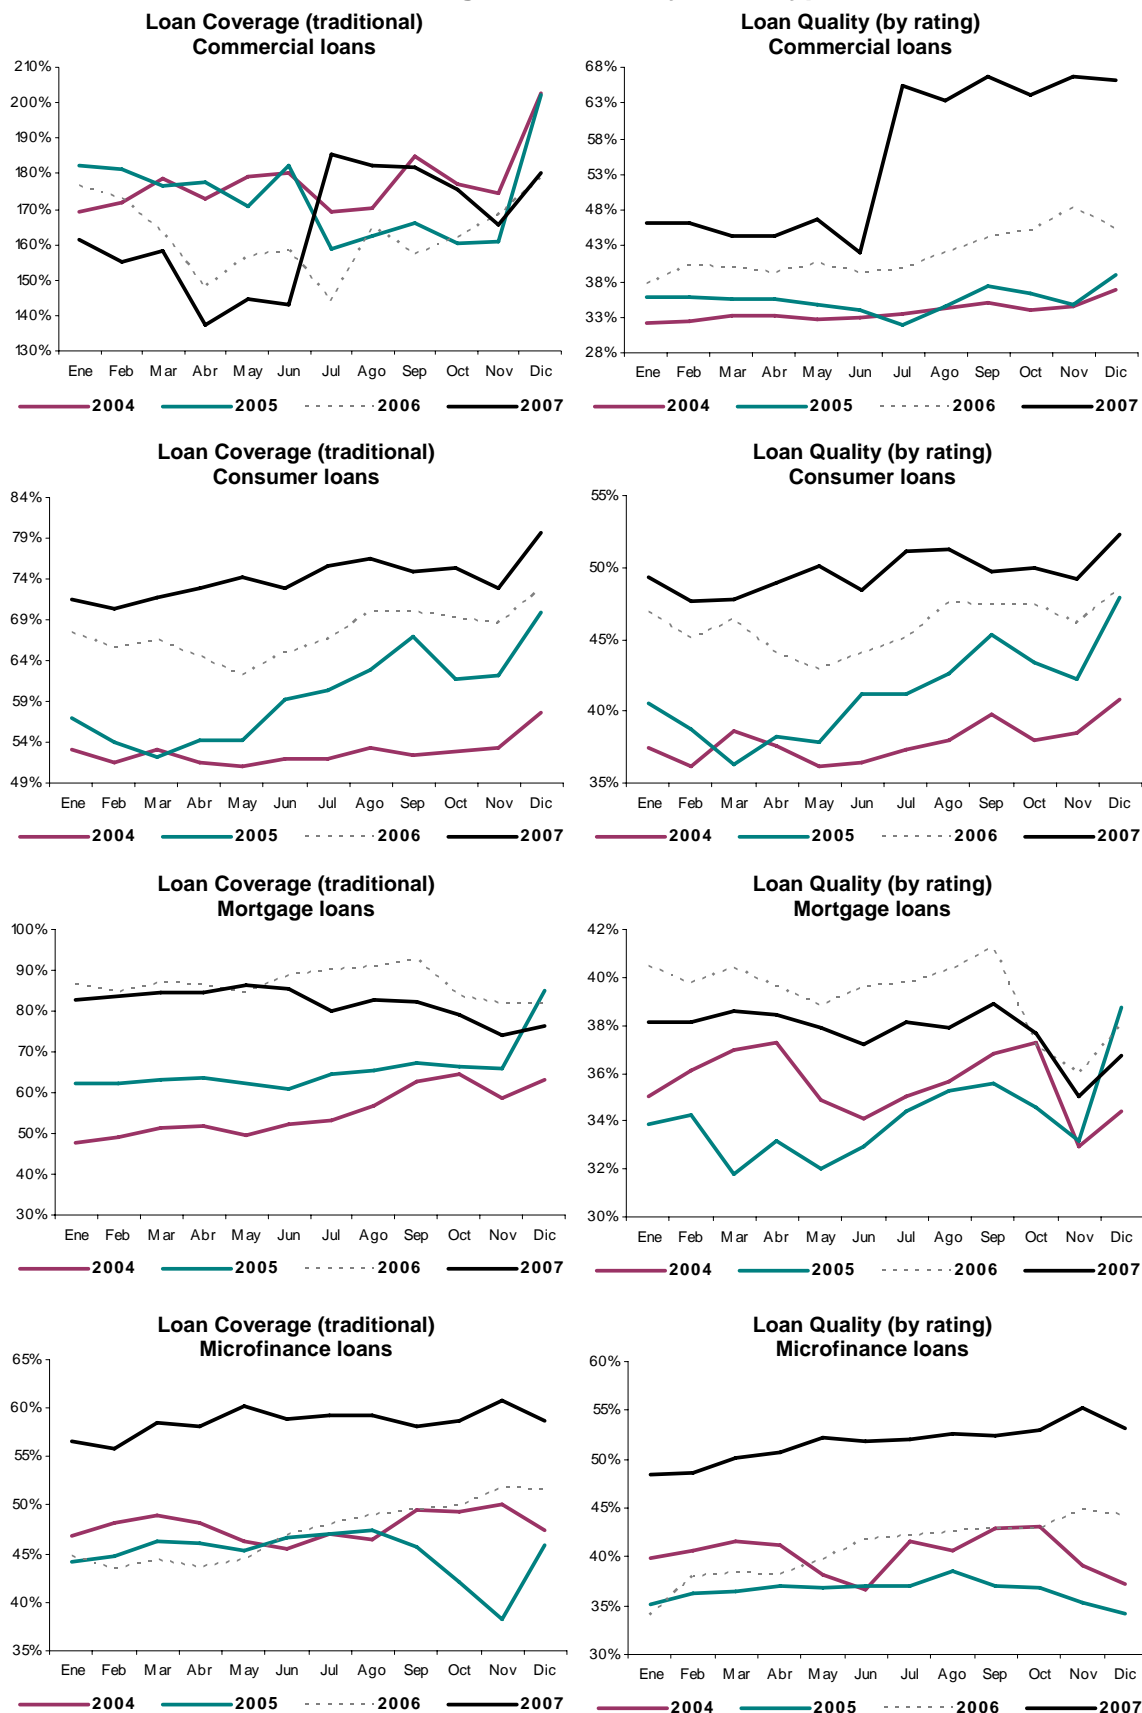 Loan Coverage (traditional)
Commercial loans
210%
200%
190%
180%
170%
160%
150%
140%
130%
Ene Feb Mar Abr May Jun Jul Ago Sep Oct Nov Dic
2004 2005 2006 2007
Loan Quality (by rating)
Commercial loans
68%
63%
58%
53%
48%
43%
38%
33%
28%
Ene Feb Mar Abr May Jun Jul Ago Sep Oct Nov Dic
2004 2005 2006 2007
Loan Coverage (traditional)
Consumer loans
84%
79%
74%
69%
64%
59%
54%
49%
Ene Feb Mar Abr May Jun Jul Ago Sep Oct Nov Dic
2004 2005 2006 2007
Loan Quality (by rating)
Consumer loans
55%
50%
45%
40%
35%
Ene Feb Mar Abr May Jun Jul Ago Sep Oct Nov Dic
2004 2005 2006 2007
Loan Coverage (traditional)
Mortgage loans
100%
90%
80%
70%
60%
50%
40%
30%
Ene Feb Mar Abr May Jun Jul Ago Sep Oct Nov Dic
2004 2005 2006 2007
Loan Quality (by rating)
Mortgage loans
42%
40%
38%
36%
34%
32%
30%
Ene Feb Mar Abr May Jun Jul Ago Sep Oct Nov Dic
2004 2005 2006 2007
Loan Coverage (traditional)
Microfinance loans
65%
60%
55%
50%
45%
40%
35%
Ene Feb Mar Abr May Jun Jul Ago Sep Oct Nov Dic
2004 2005 2006 2007
Loan Quality (by rating)
Microfinance loans
60%
55%
50%
45%
40%
35%
30%
Ene Feb Mar Abr May Jun Jul Ago Sep Oct Nov Dic
2004 2005 2006 2007